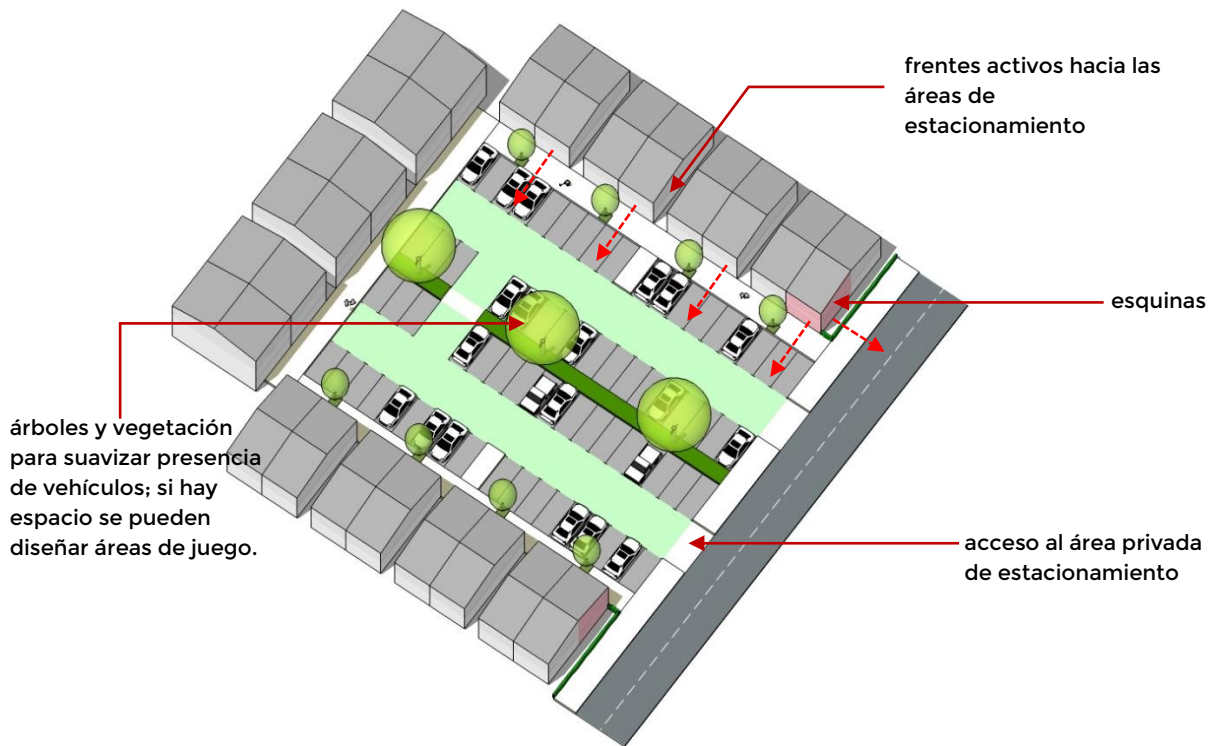 frentes activos hacia las
áreas de
estacionamiento
esquinas
árboles y vegetación
para suavizar presencia
de vehículos; si hay
espacio se pueden
diseñar áreas de juego.
acceso al área privada
de estacionamiento